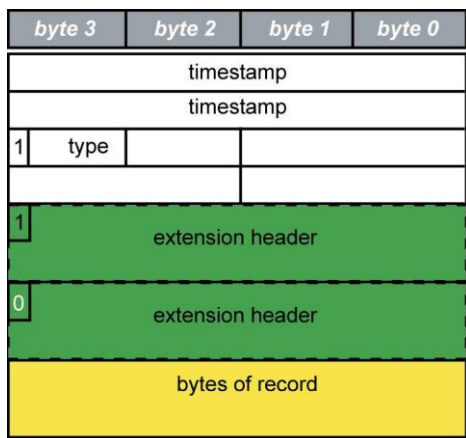 byte 3 byte 2 byte 1 byte 0
timestamp
timestamp
1 type
1
extension header
0
extension header
bytes of record